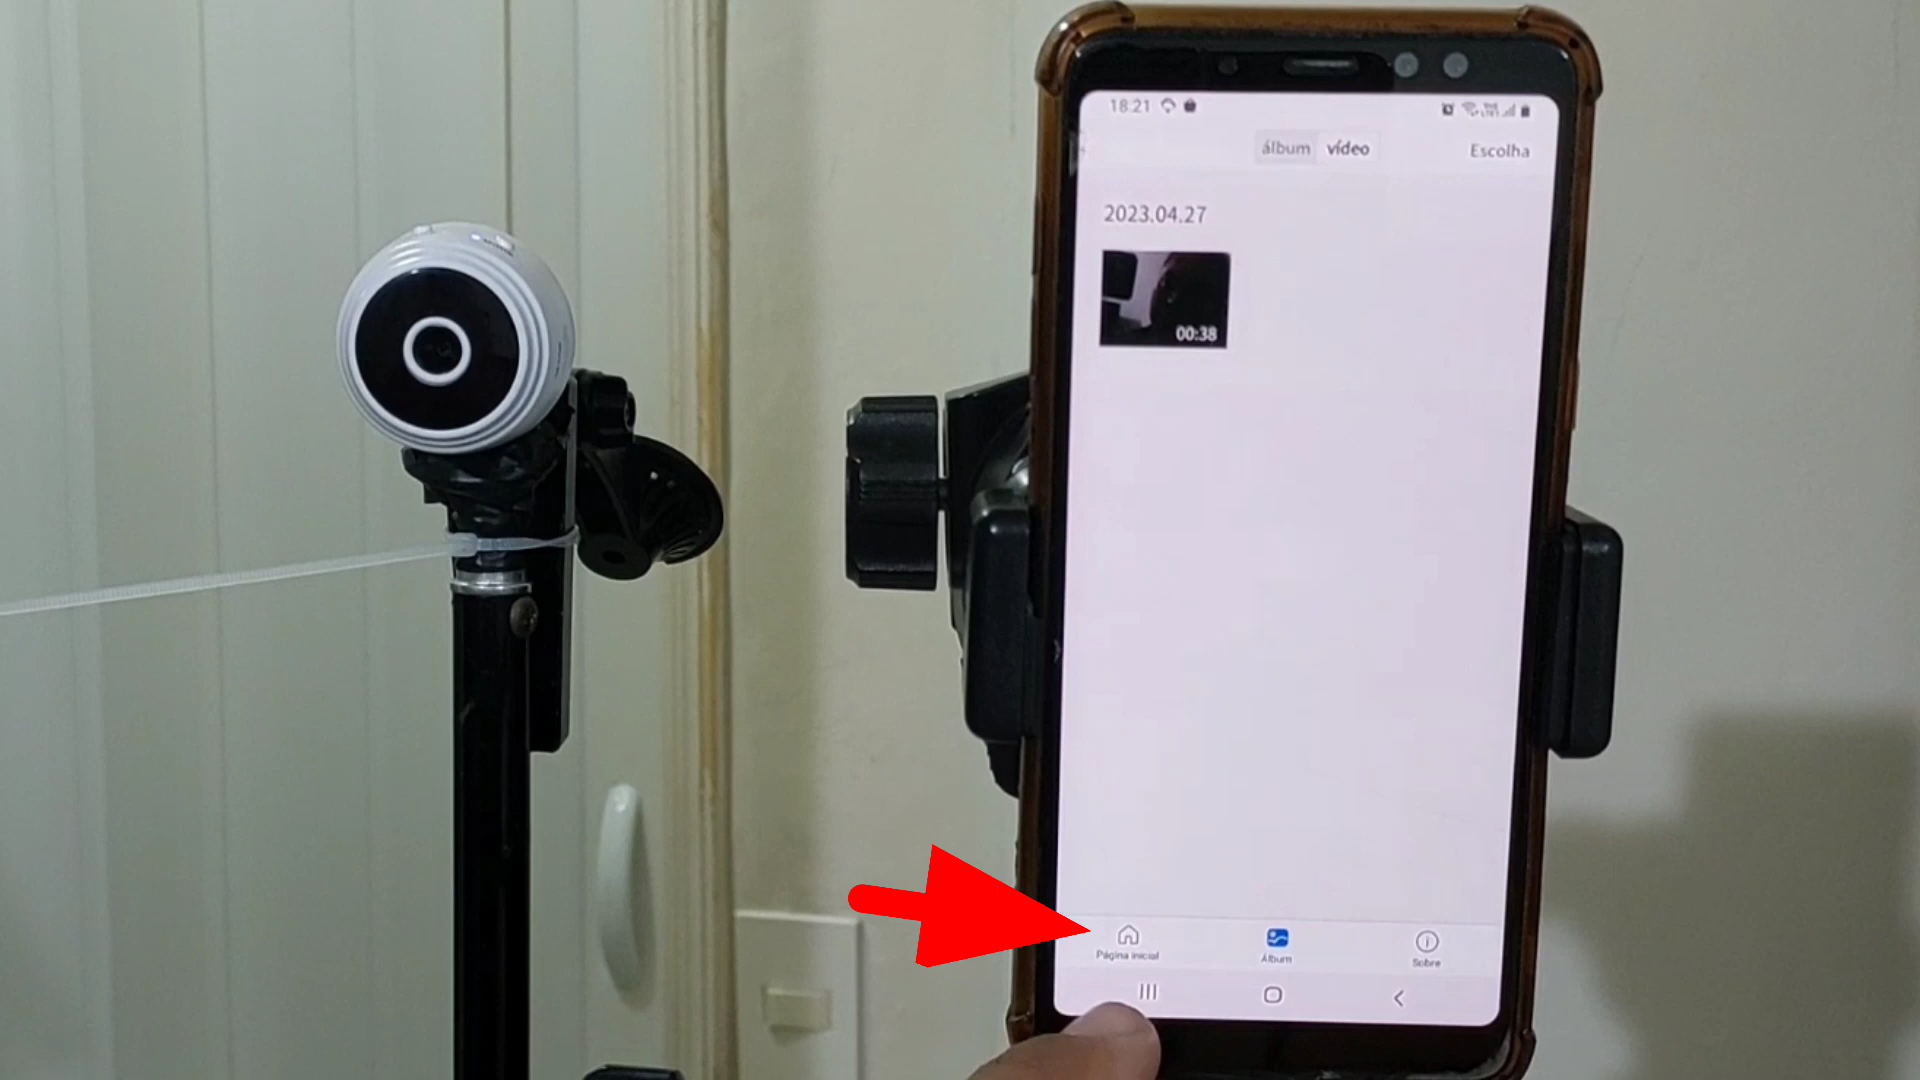 18:21
álbum vídeo Escolha
2023.04.27
00:38
Página inicial Álbum Sobre